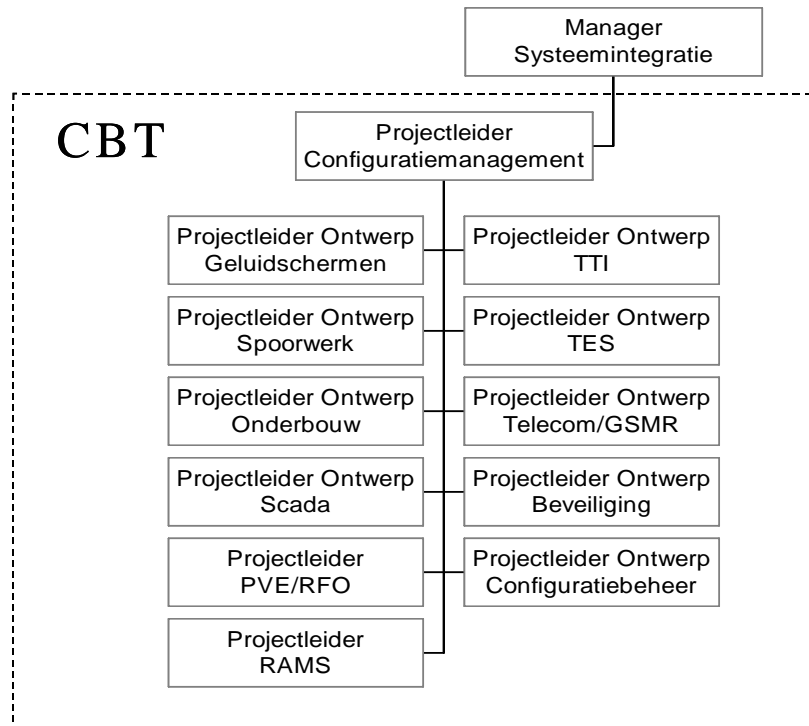 Manager
Systeemintegratie
CBT
Projectleider
Configuratiemanagement
Projectleider Ontwerp
Geluidschermen
Projectleider Ontwerp
TTI
Projectleider Ontwerp
Spoorwerk
Projectleider Ontwerp
TES
Projectleider Ontwerp
Onderbouw
Projectleider Ontwerp
Telecom/GSMR
Projectleider Ontwerp
Scada
Projectleider Ontwerp
Beveiliging
Projectleider
PVE/RFO
Projectleider Ontwerp
Configuratiebeheer
Projectleider
RAMS